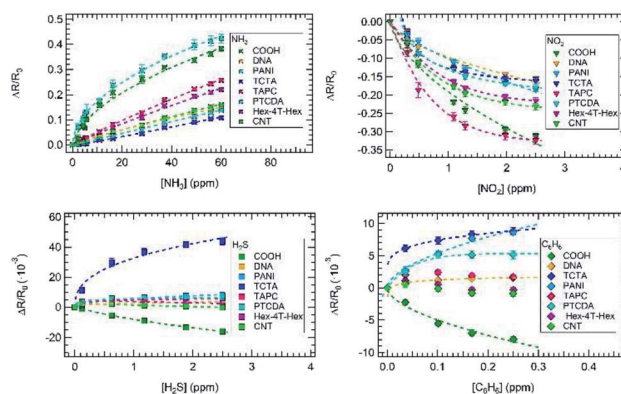 0.5
0.4
0.3
0.2
0.1
0.0
ΔR/R₀
NH₃
COOH
DNA
PANI
TCTA
TAPC
PTCDA
Hex-4T-Hex
CNT
0 20 40 60 80 100
[NH₃] (ppm)
-0.00
-0.05
-0.10
-0.15
-0.20
-0.25
-0.30
-0.35
ΔR/R₀
NO₂
COOH
DNA
PANI
TCTA
TAPC
PTCDA
Hex-4T-Hex
CNT
0 1 2 3 4
[NO₂] (ppm)
60
40
20
0
-20
ΔR/R₀ (·10⁻³)
H₂S
COOH
DNA
PANI
TCTA
TAPC
PTCDA
Hex-4T-Hex
CNT
0 1 2 3 4
[H₂S] (ppm)
10
5
0
-5
-10
ΔR/R₀ (·10⁻³)
C₆H₆
COOH
DNA
TCTA
PANI
TAPC
PTCDA
Hex-4T-Hex
CNT
0.0 0.1 0.2 0.3 0.4
[C₆H₆] (ppm)